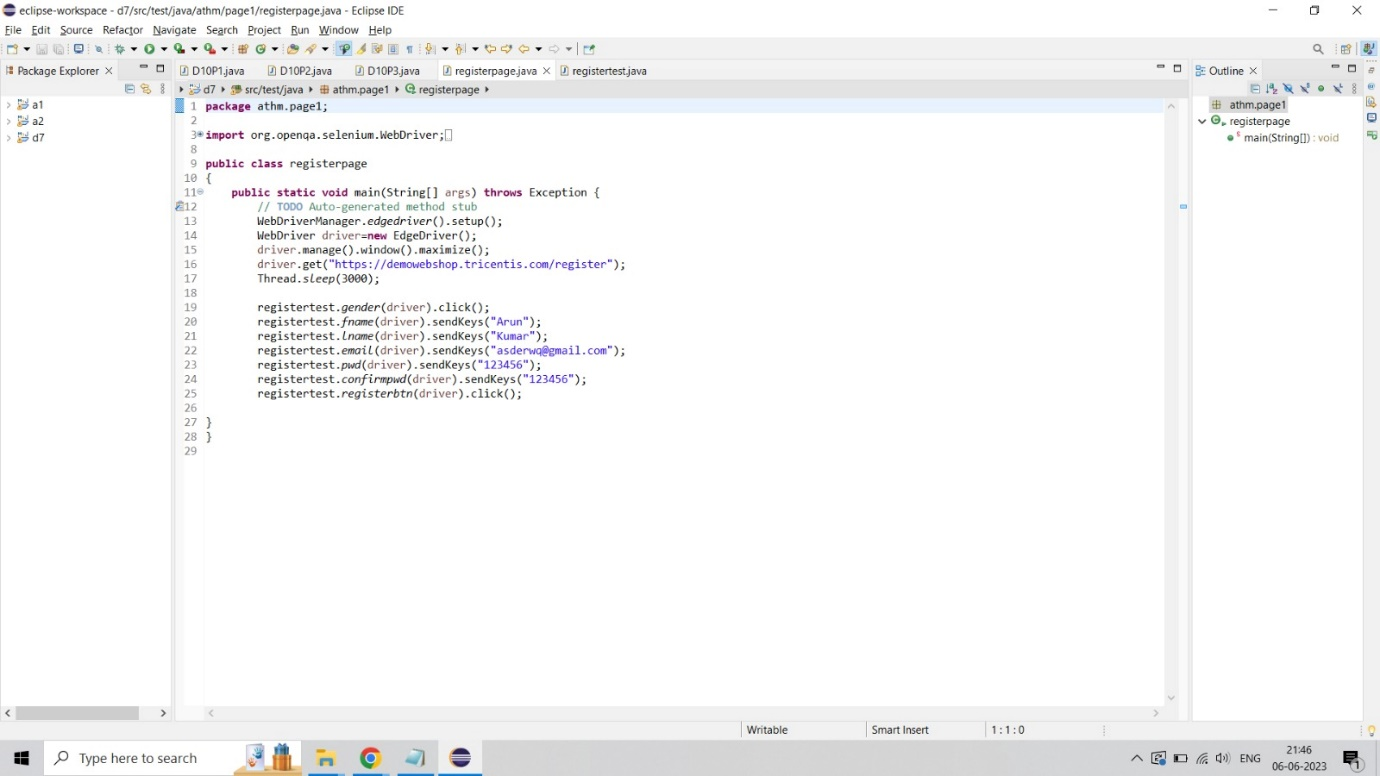 eclipse-workspace - d7/src/test/java/athm/page1/registerpage.java - Eclipse IDE
File Edit Source Refactor Navigate Search Project Run Window Help
Package Explorer
D10P1.java D10P2.java D10P3.java registerpage.java registertest.java
Outline
d7 src/test/java athm.page1 registerpage
a1
a2
d7
1 package athm.page1;
2
3 import org.openqa.selenium.WebDriver;
8
9 public class registerpage
10 {
11 public static void main(String[] args) throws Exception {
12 // TODO Auto-generated method stub
13 WebDriverManager.edgedriver().setup();
14 WebDriver driver=new EdgeDriver();
15 driver.manage().window().maximize();
16 driver.get("https://demowebshop.tricentis.com/register");
17 Thread.sleep(3000);
18
19 registertest.gender(driver).click();
20 registertest.fname(driver).sendKeys("Arun");
21 registertest.lname(driver).sendKeys("Kumar");
22 registertest.email(driver).sendKeys("asderwq@gmail.com");
23 registertest.pwd(driver).sendKeys("123456");
24 registertest.confirmpwd(driver).sendKeys("123456");
25 registertest.registerbtn(driver).click();
26
27 }
28 }
29
athm.page1
registerpage
main(String[]) : void
Writable Smart Insert 1 : 1 : 0
Type here to search
ENG
21:46
06-06-2023
1